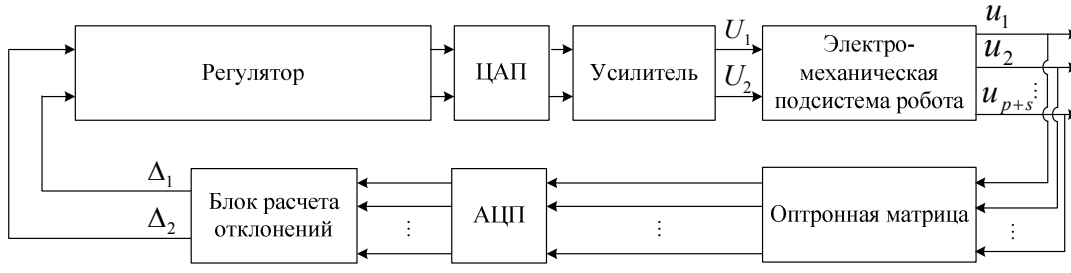 Регулятор
ЦАП
Усилитель
U₁
U₂
Электро-
механическая
подсистема робота
u₁
u₂
⋮
uₚ₊ₛ
Δ₁
Δ₂
Блок расчета
отклонений
⋮
АЦП
⋮
Оптронная матрица
⋮